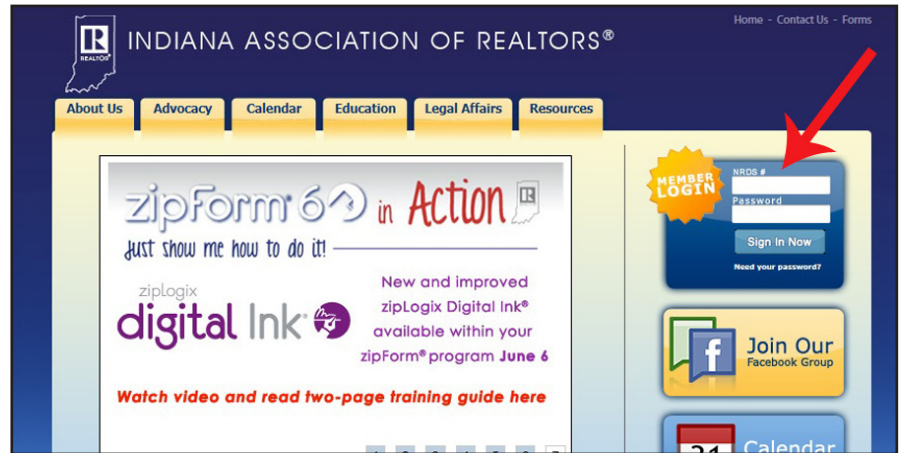 Home - Contact Us - Forms
R
REALTOR®
INDIANA ASSOCIATION OF REALTORS®
About Us
Advocacy
Calendar
Education
Legal Affairs
Resources
zipForm® 6 in Action
Just show me how to do it!
New and improved
zipLogix Digital Ink®
available within your
zipForm® program June 6
ziplogix
digital Ink
Watch video and read two-page training guide here
MEMBER
LOGIN
NRDS #
Password
Sign In Now
Need your password?
f
Join Our
Facebook Group
Calendar